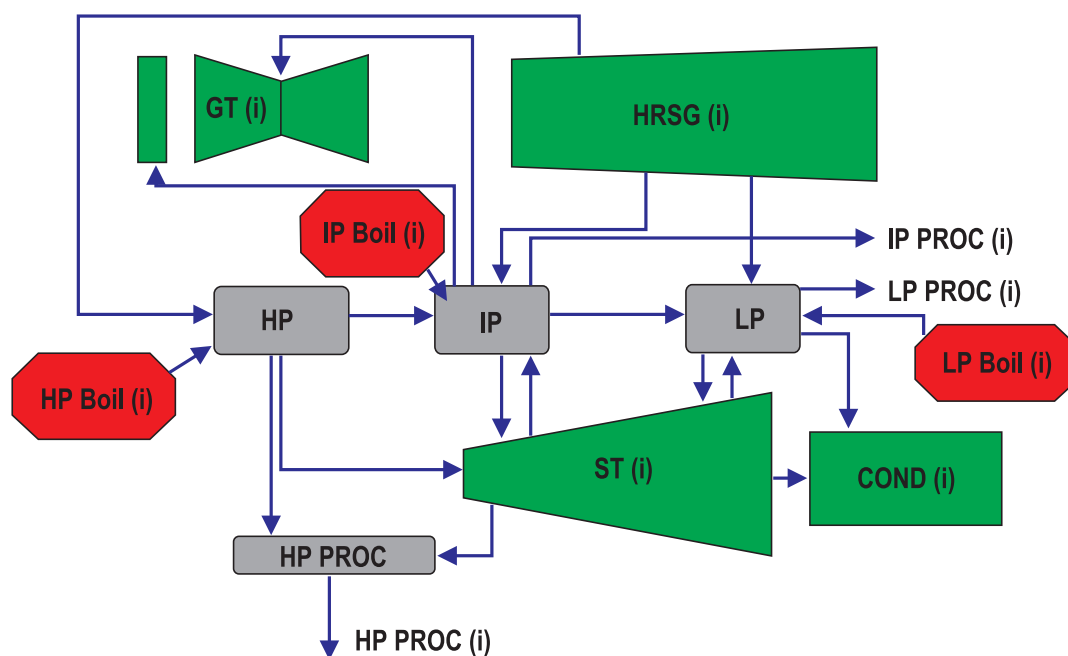 GT (i)
HRSG (i)
IP Boil (i)
IP PROC (i)
LP PROC (i)
HP
IP
LP
HP Boil (i)
LP Boil (i)
ST (i)
COND (i)
HP PROC
HP PROC (i)